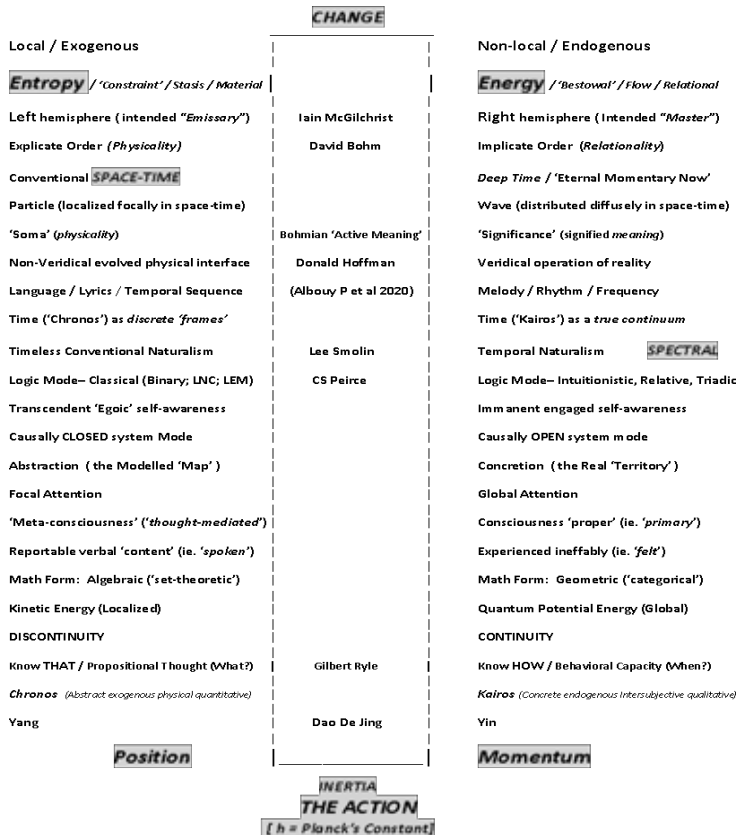 CHANGE
Local / Exogenous Non-local / Endogenous
Entropy / ‘Constraint’ / Stasis / Material Energy / ‘Bestowal’ / Flow / Relational
Left hemisphere ( intended “Emissary”) Iain McGilchrist Right hemisphere ( Intended “Master”)
Explicate Order (Physicality) David Bohm Implicate Order (Relationality)
Conventional SPACE-TIME Deep Time / ‘Eternal Momentary Now’
Particle (localized focally in space-time) Wave (distributed diffusely in space-time)
‘Soma’ (physicality) Bohmian ‘Active Meaning’ ‘Significance’ (signified meaning)
Non-Veridical evolved physical interface Donald Hoffman Veridical operation of reality
Language / Lyrics / Temporal Sequence (Albouy P et al 2020) Melody / Rhythm / Frequency
Time (‘Chronos’) as discrete ‘frames’ Time (‘Kairos’) as a true continuum
Timeless Conventional Naturalism Lee Smolin Temporal Naturalism SPECTRAL
Logic Mode– Classical (Binary; LNC; LEM) CS Peirce Logic Mode– Intuitionistic, Relative, Triadic
Transcendent ‘Egoic’ self-awareness Immanent engaged self-awareness
Causally CLOSED system Mode Causally OPEN system mode
Abstraction ( the Modelled ‘Map’ ) Concretion ( the Real ‘Territory’ )
Focal Attention Global Attention
‘Meta-consciousness’ (‘thought-mediated’) Consciousness ‘proper’ (ie. ‘primary’)
Reportable verbal ‘content’ (ie. ‘spoken’) Experienced ineffably (ie. ‘felt’)
Math Form: Algebraic (‘set-theoretic’) Math Form: Geometric (‘categorical’)
Kinetic Energy (Localized) Quantum Potential Energy (Global)
DISCONTINUITY CONTINUITY
Know THAT / Propositional Thought (What?) Gilbert Ryle Know HOW / Behavioral Capacity (When?)
Chronos (Abstract exogenous physical quantitative) Kairos (Concrete endogenous Intersubjective qualitative)
Yang Dao De Jing Yin
Position Momentum
INERTIA
THE ACTION
[ h = Planck's Constant]